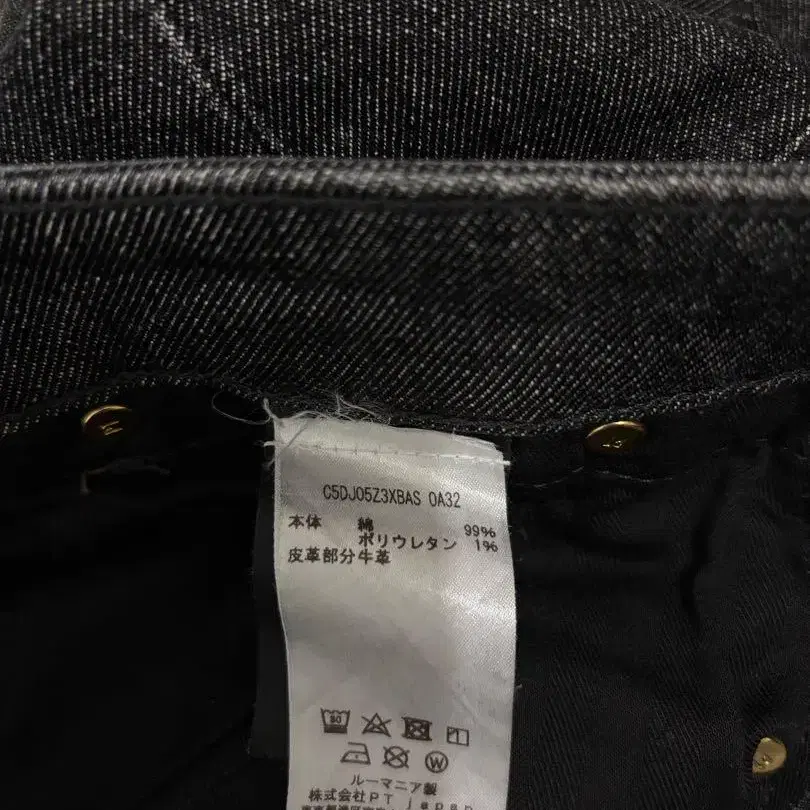 C5DJ05Z3XBAS 0A32
本体 綿 99%
ポリウレタン 1%
皮革部分牛革
ルーマニア製
株式会社PT japan